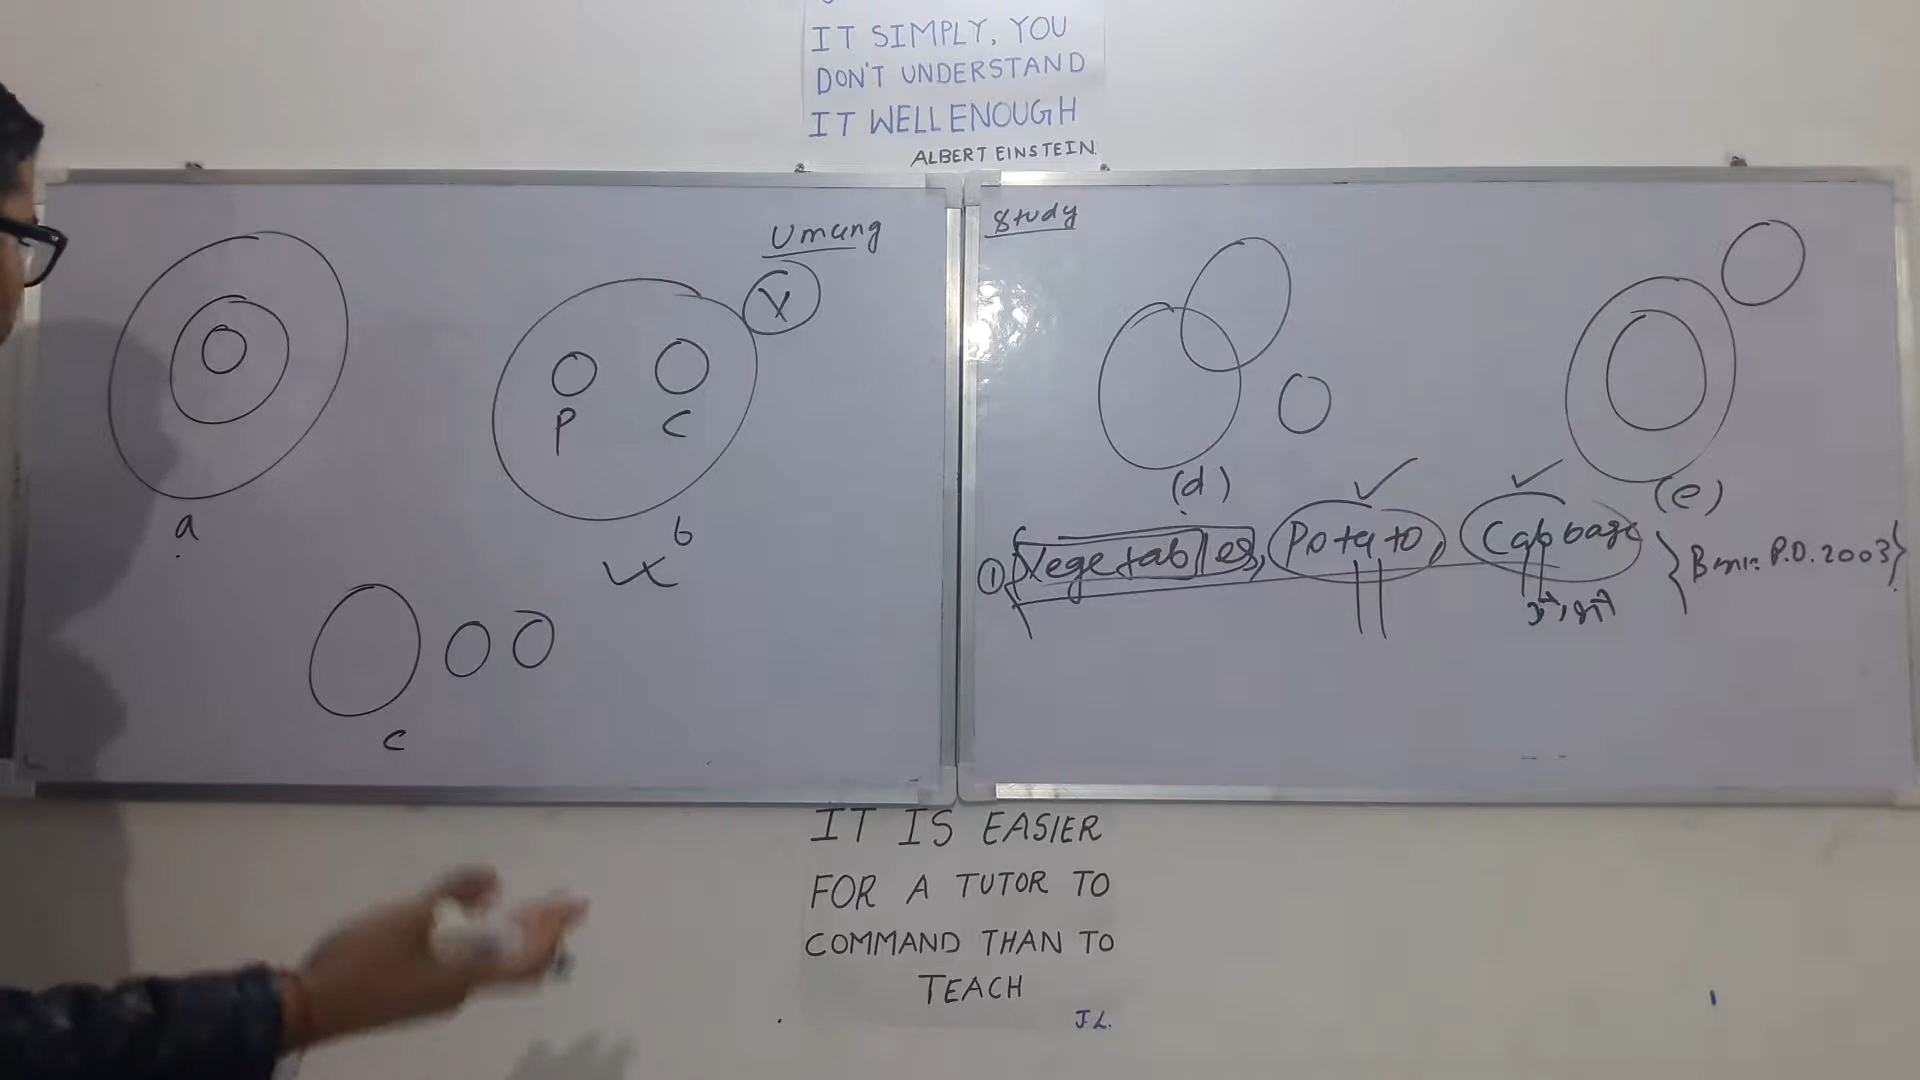 IT SIMPLY, YOU
DON'T UNDERSTAND
IT WELL ENOUGH
ALBERT EINSTEIN.
Umang
X
P C
a
b
c
Study
(d)
(e)
① Vegetables, Potato, Cabbage
P.O. 2003
IT IS EASIER
FOR A TUTOR TO
COMMAND THAN TO
TEACH
J.L.